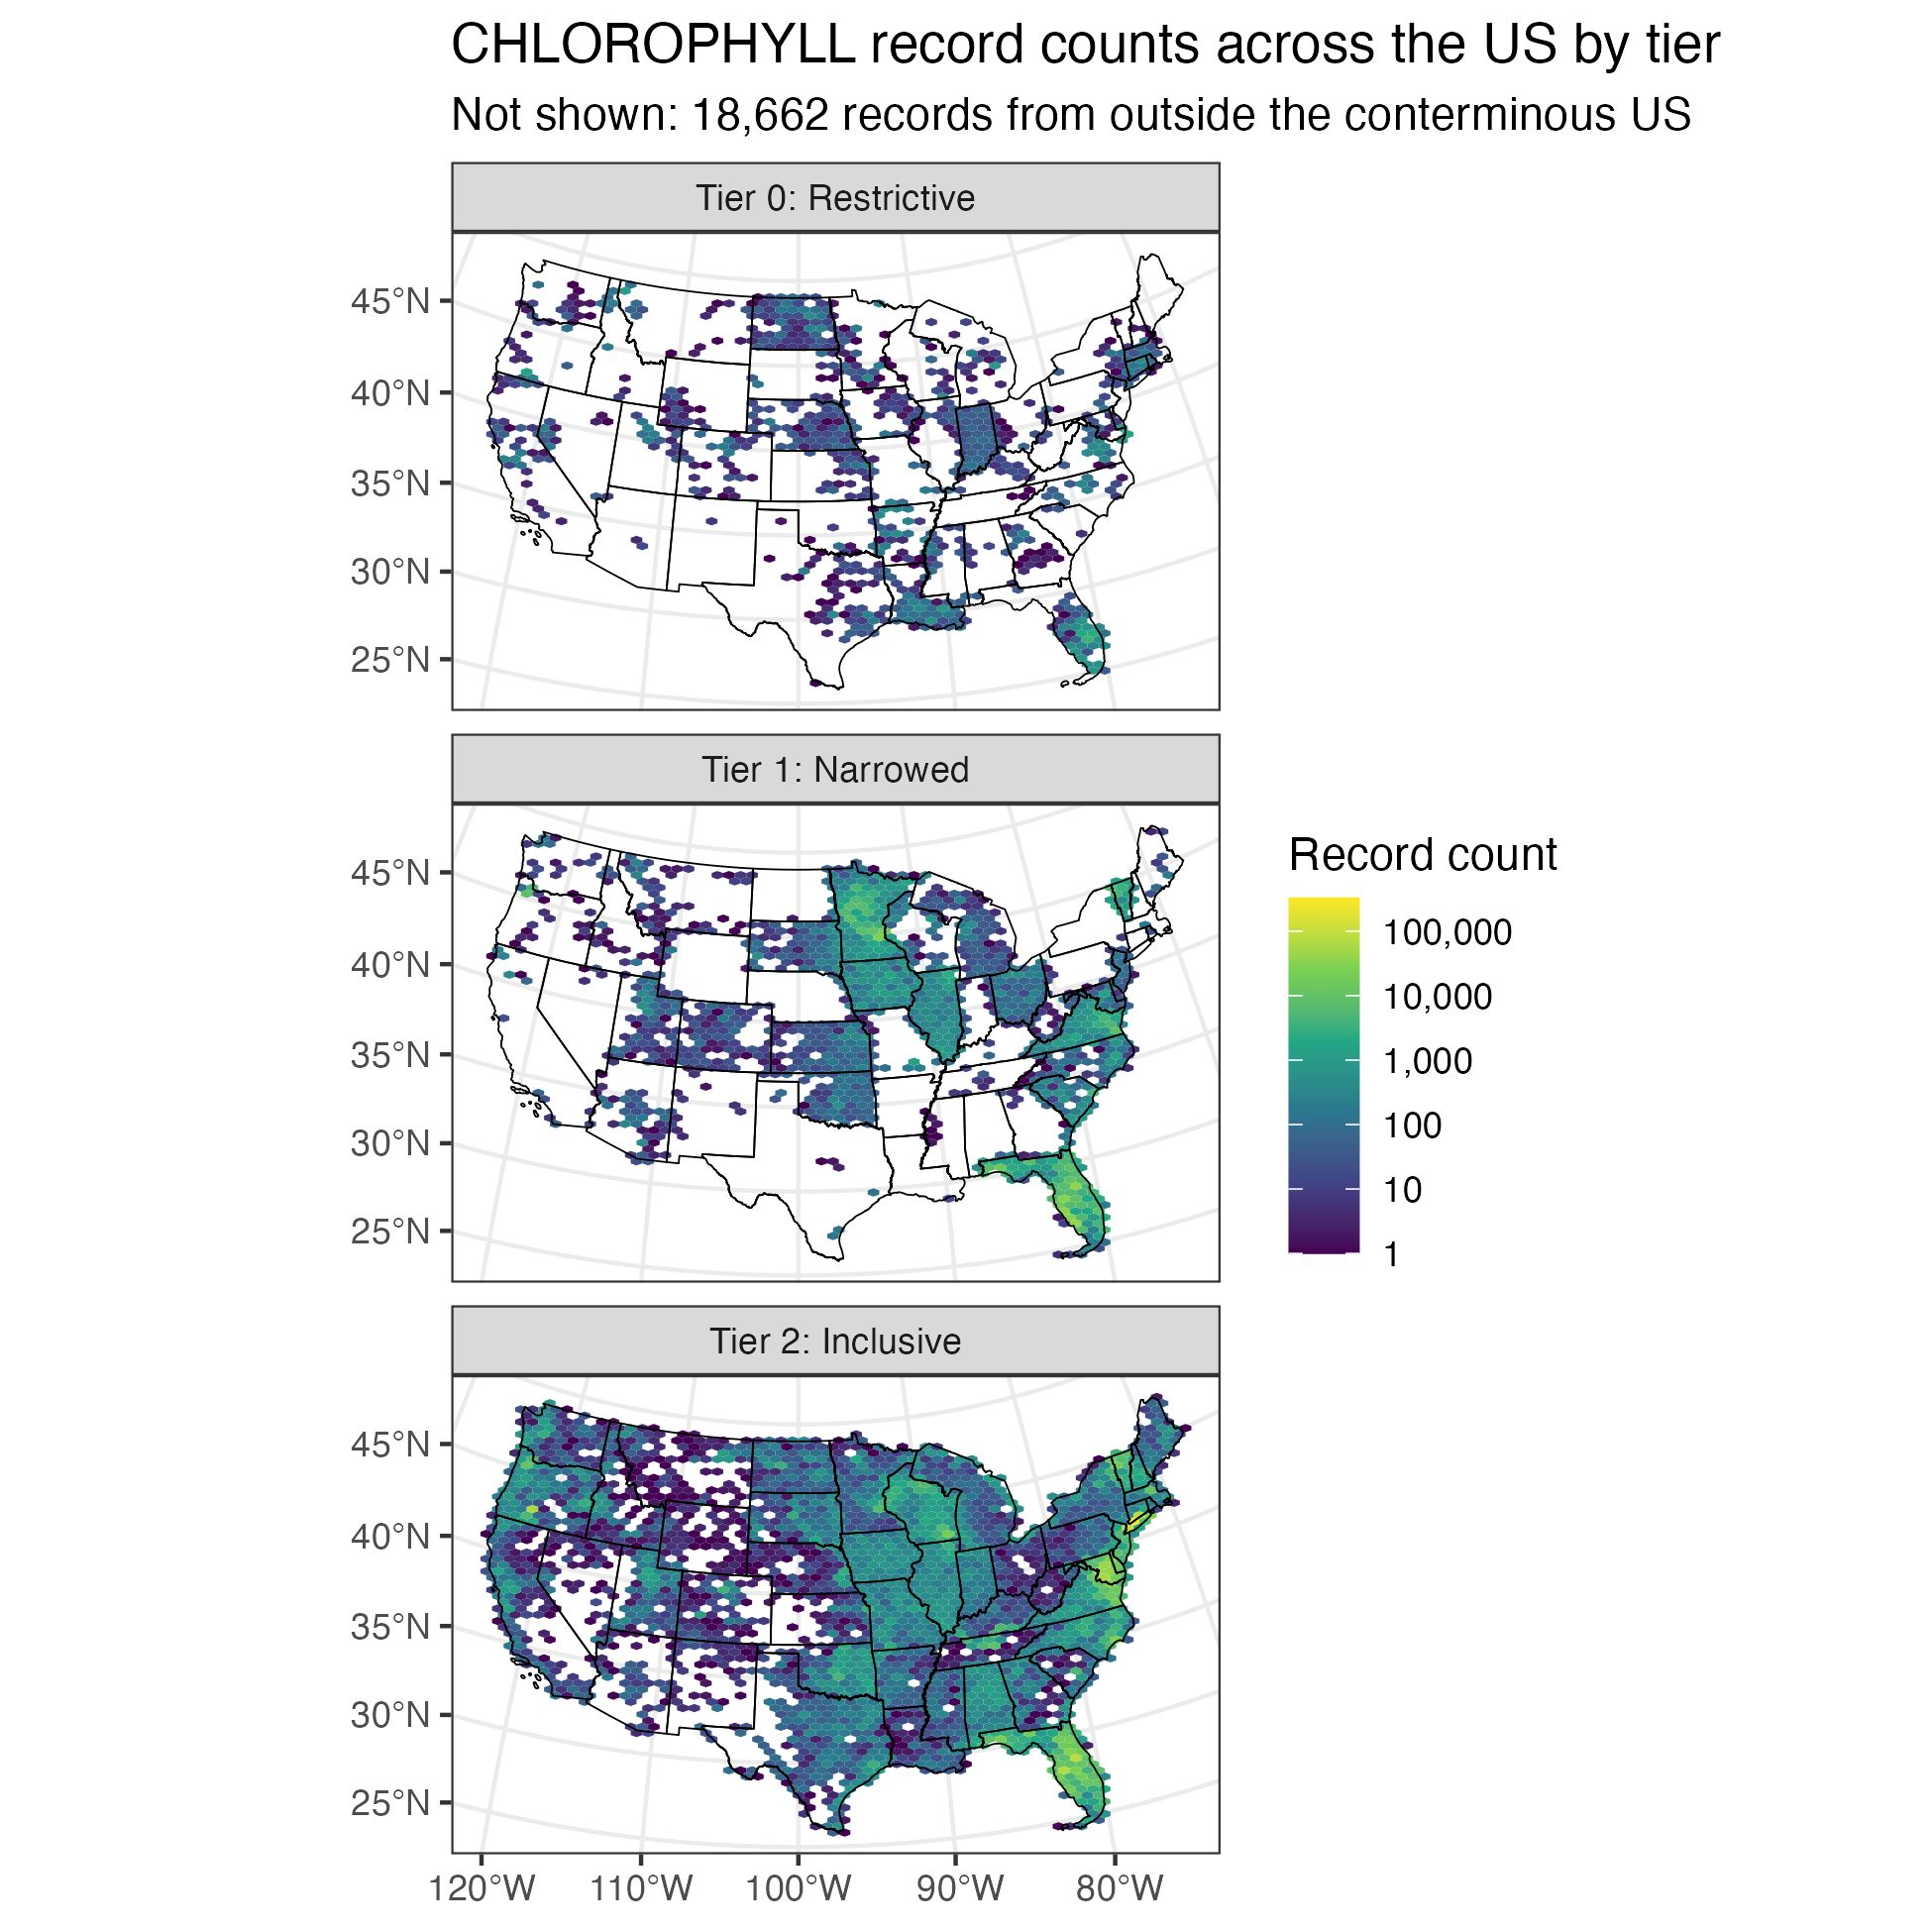 CHLOROPHYLL record counts across the US by tier
Not shown: 18,662 records from outside the conterminous US
Tier 0: Restrictive
45°N
40°N
35°N
30°N
25°N
Tier 1: Narrowed
45°N
40°N
35°N
30°N
25°N
Record count
100,000
10,000
1,000
100
10
1
Tier 2: Inclusive
45°N
40°N
35°N
30°N
25°N
120°W 110°W 100°W 90°W 80°W